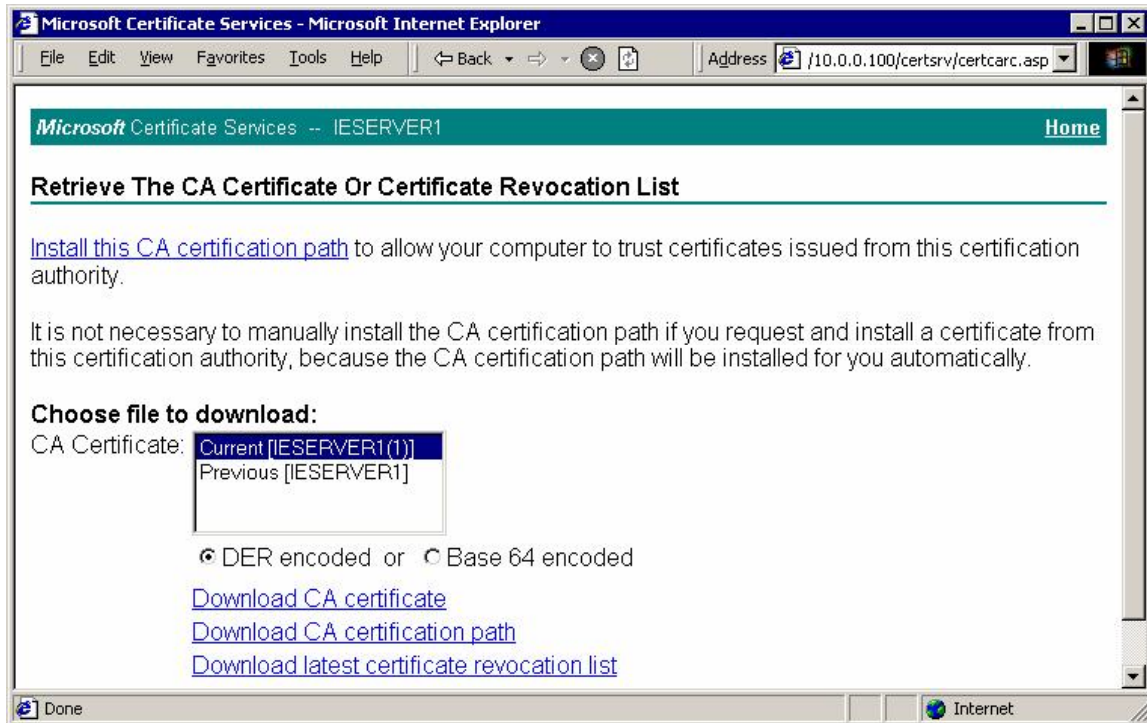 Microsoft Certificate Services - Microsoft Internet Explorer
File Edit View Favorites Tools Help Back Address /10.0.0.100/certsrv/certcarc.asp
Microsoft Certificate Services -- IESERVER1 Home
Retrieve The CA Certificate Or Certificate Revocation List
Install this CA certification path to allow your computer to trust certificates issued from this certification
authority.
It is not necessary to manually install the CA certification path if you request and install a certificate from
this certification authority, because the CA certification path will be installed for you automatically.
Choose file to download:
CA Certificate: Current [IESERVER1(1)]
Previous [IESERVER1]
DER encoded or Base 64 encoded
Download CA certificate
Download CA certification path
Download latest certificate revocation list
Done Internet